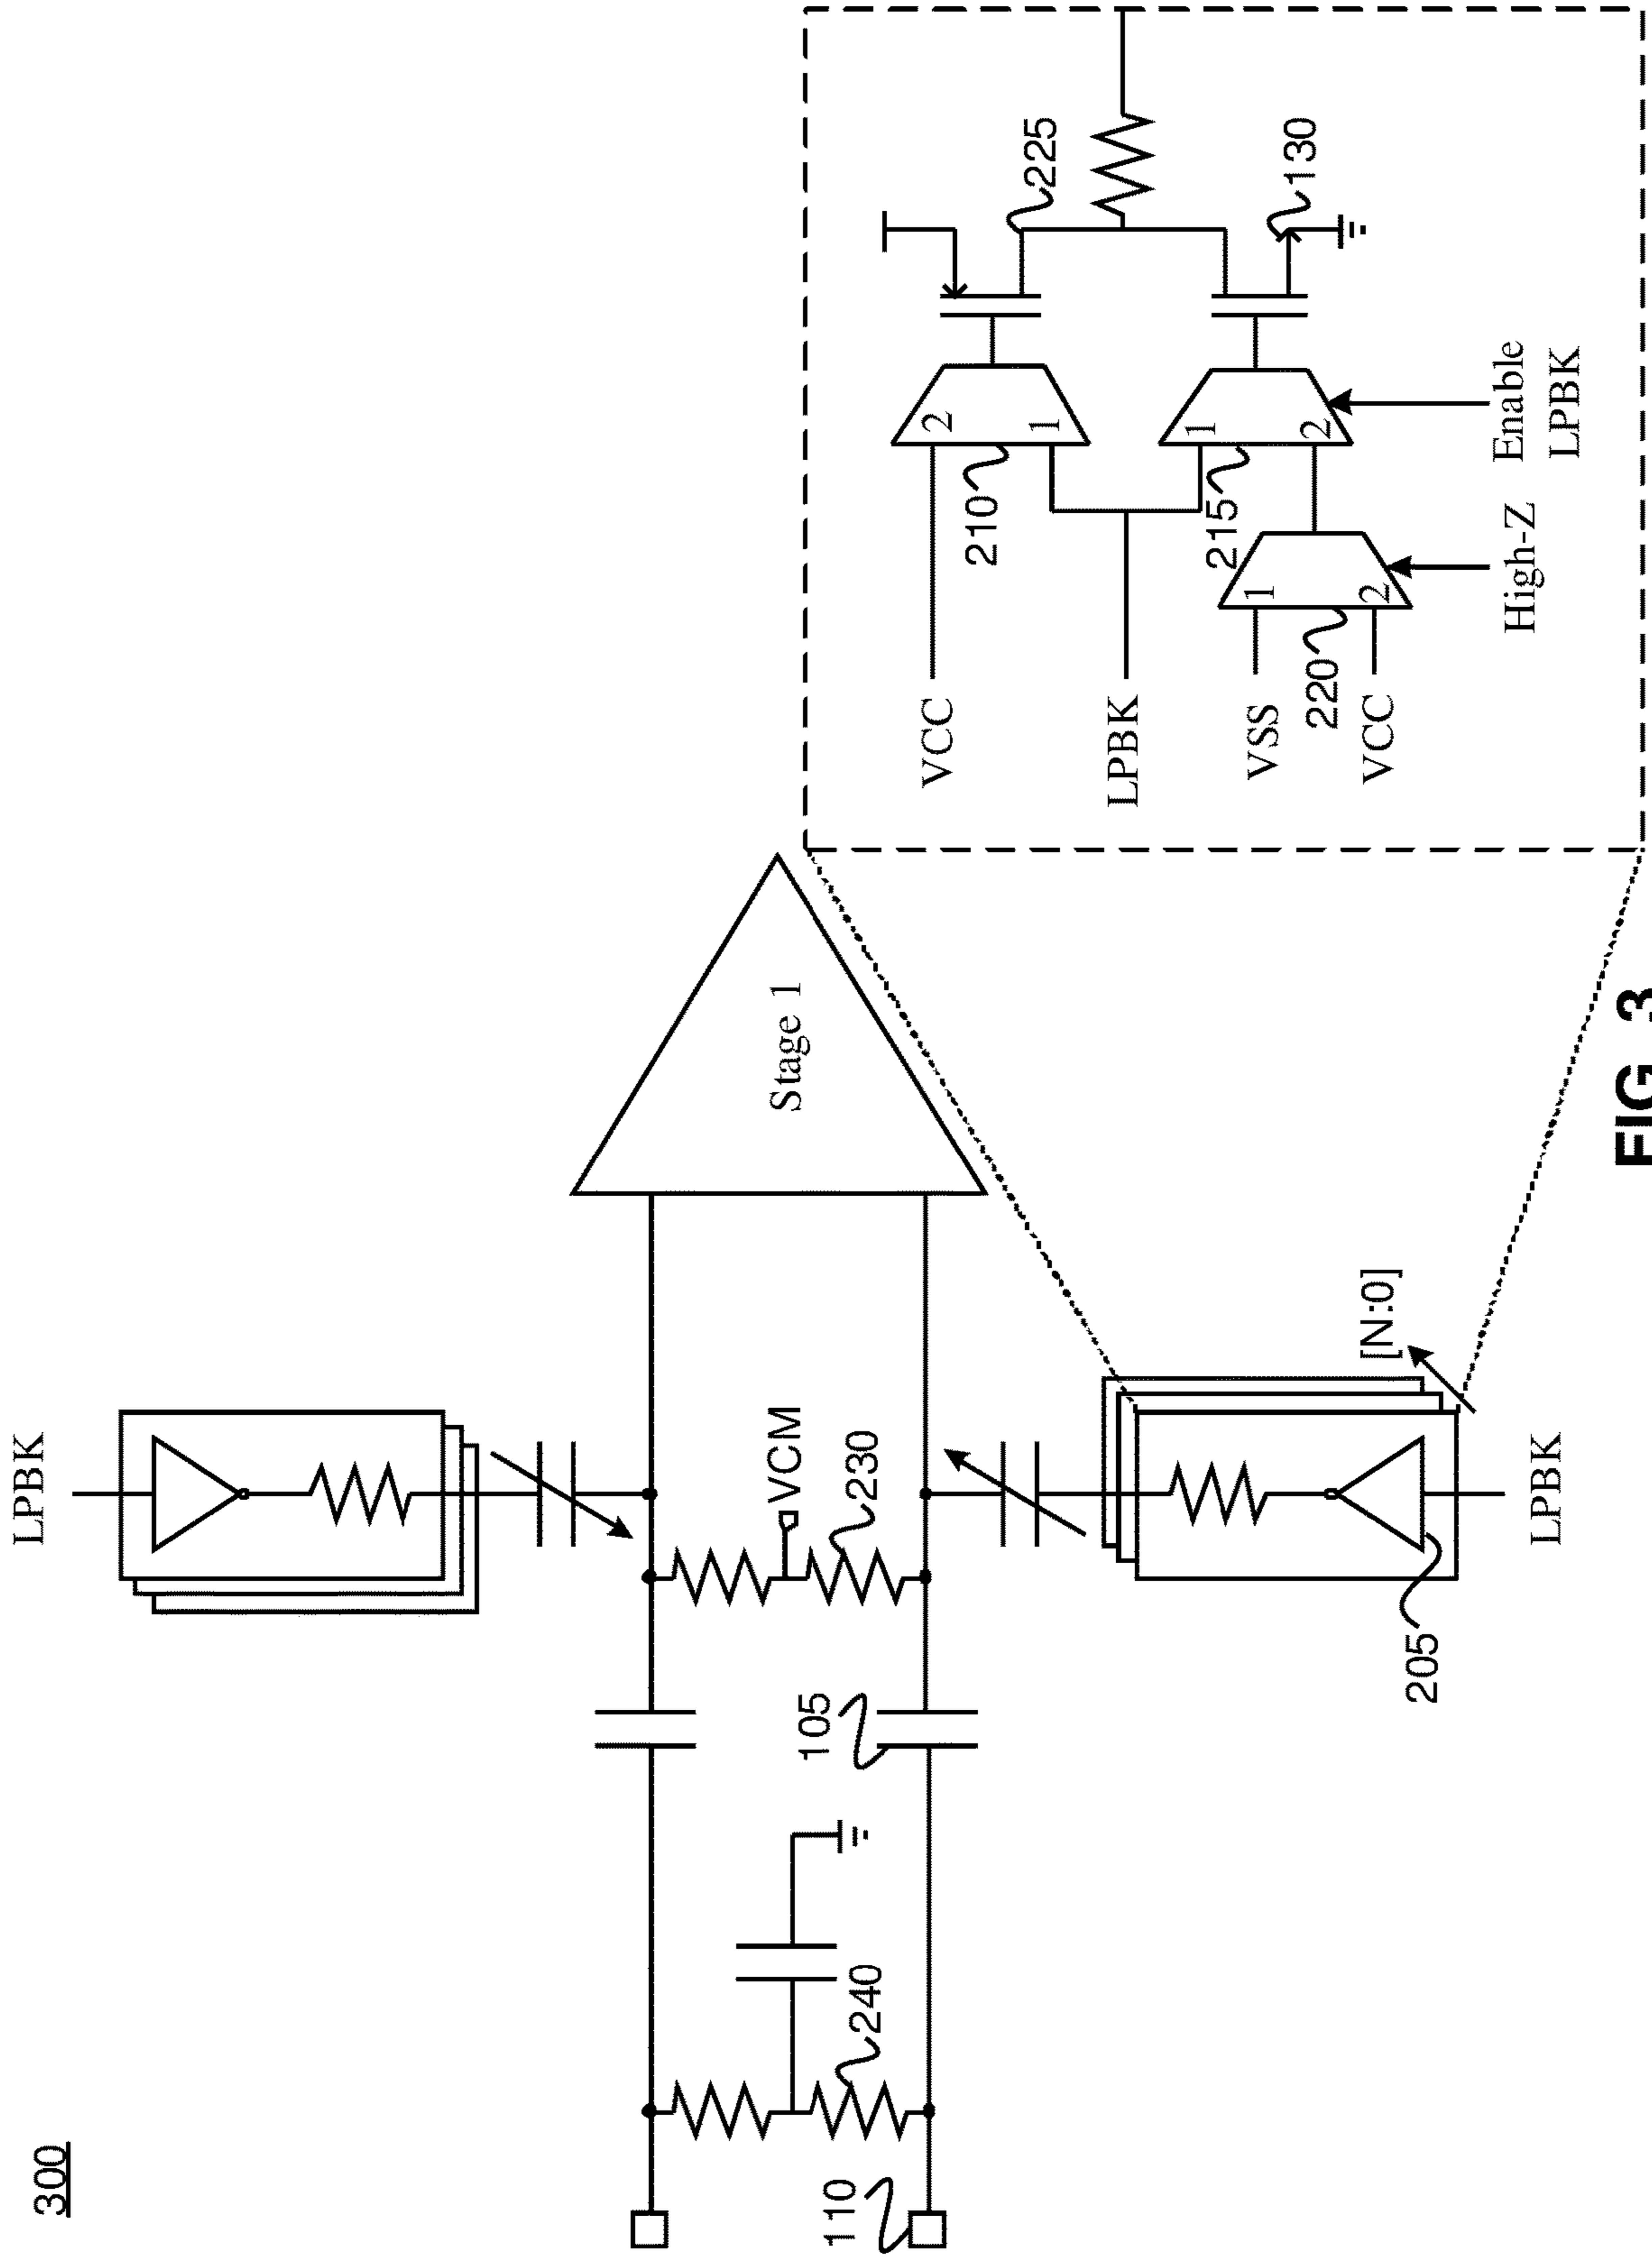 300
LPBK
VCM
230
Stage 1
240
105
110
205
[N:0]
LPBK
VCC
2
1
210
225
LPBK
1
2
215
130
VSS
1
220
VCC
2
High-Z
Enable
LPBK
FIG. 3